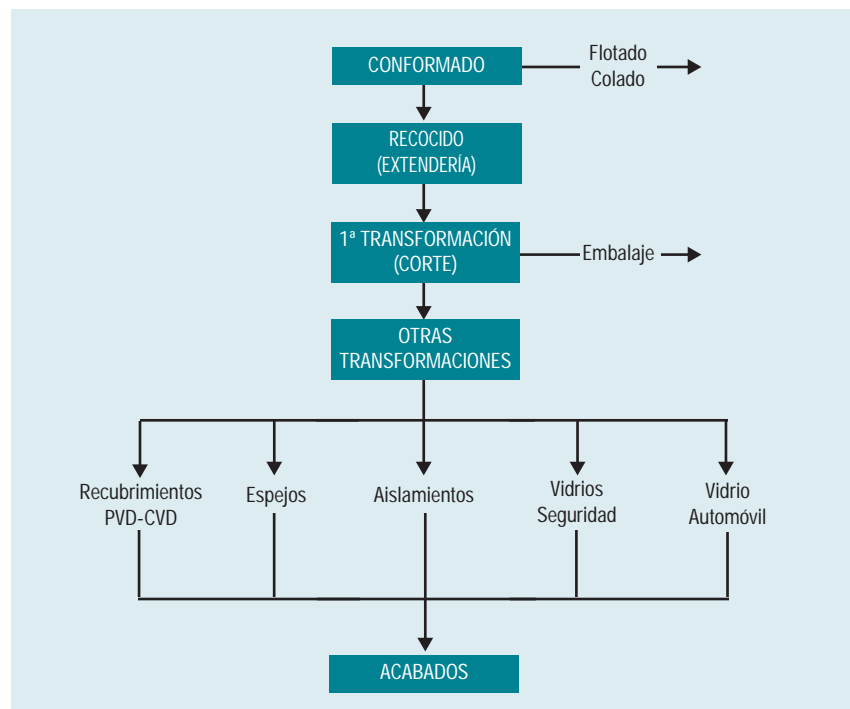 CONFORMADO
Flotado
Colado
RECOCIDO
(EXTENDERÍA)
1ª TRANSFORMACIÓN
(CORTE)
Embalaje
OTRAS
TRANSFORMACIONES
Recubrimientos
PVD-CVD
Espejos
Aislamientos
Vidrios
Seguridad
Vidrio
Automóvil
ACABADOS